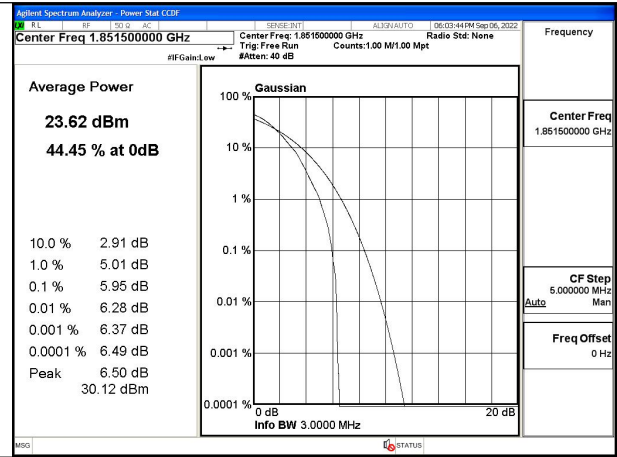 Agilent Spectrum Analyzer - Power Stat CCDF
RL RF 50 Ω AC SENSE:INT ALIGN AUTO 06:03:44 PM Sep 06, 2022
Center Freq 1.851500000 GHz
Center Freq: 1.851500000 GHz Radio Std: None
Trig: Free Run Counts:1.00 M/1.00 Mpt
#IFGain:Low #Atten: 40 dB
Frequency
Average Power
23.62 dBm
44.45 % at 0dB
10.0 % 2.91 dB
1.0 % 5.01 dB
0.1 % 5.95 dB
0.01 % 6.28 dB
0.001 % 6.37 dB
0.0001 % 6.49 dB
Peak 6.50 dB
30.12 dBm
Gaussian
100 %
10 %
1 %
0.1 %
0.01 %
0.001 %
0.0001 %
0 dB 20 dB
Info BW 3.0000 MHz
Center Freq
1.851500000 GHz
CF Step
5.000000 MHz
Auto Man
Freq Offset
0 Hz
MSG STATUS